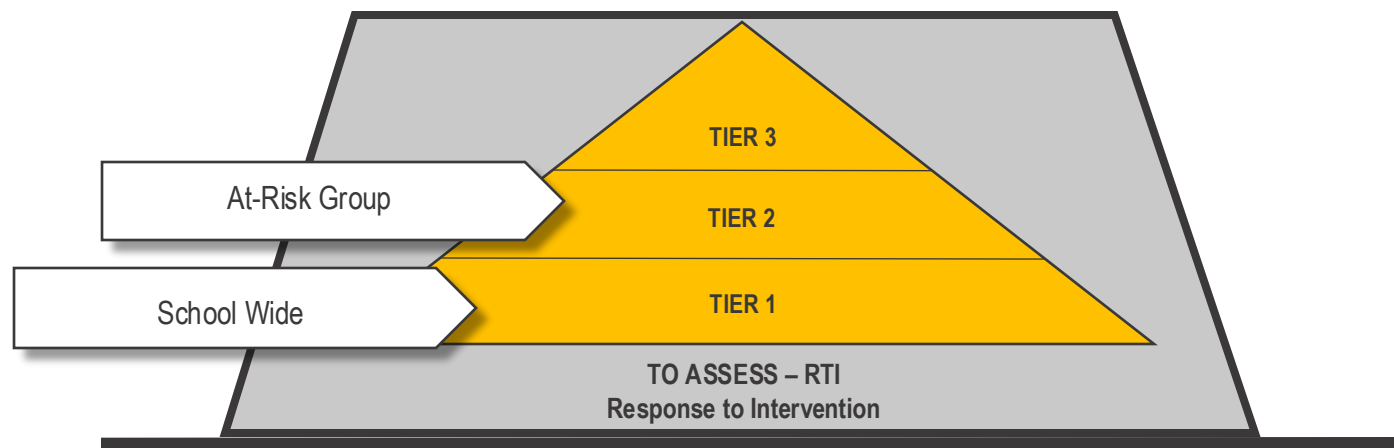 TIER 3
At-Risk Group
TIER 2
School Wide
TIER 1
TO ASSESS – RTI
Response to Intervention